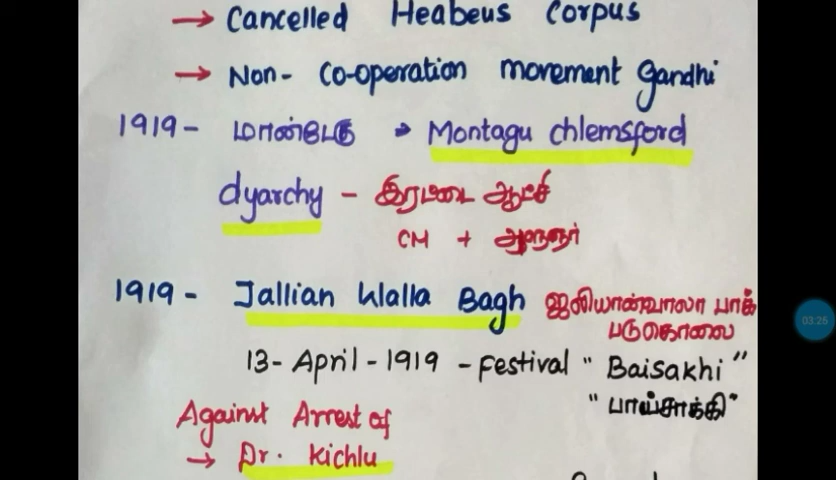 → Cancelled Heabeus Corpus
→ Non- Co-operation movement Gandhi
1919- மாண்டேகு → Montagu chlemsford
dyarchy - இரட்டை ஆட்சி
CM + ஆளுநர்
1919- Jallian Walla Bagh ஜலியான்வாலா பாக்
படுகொலை
13- April -1919 - festival " Baisakhi "
" பாய்சாக்கி "
Against Arrest of
→ Dr. Kichlu
03:25